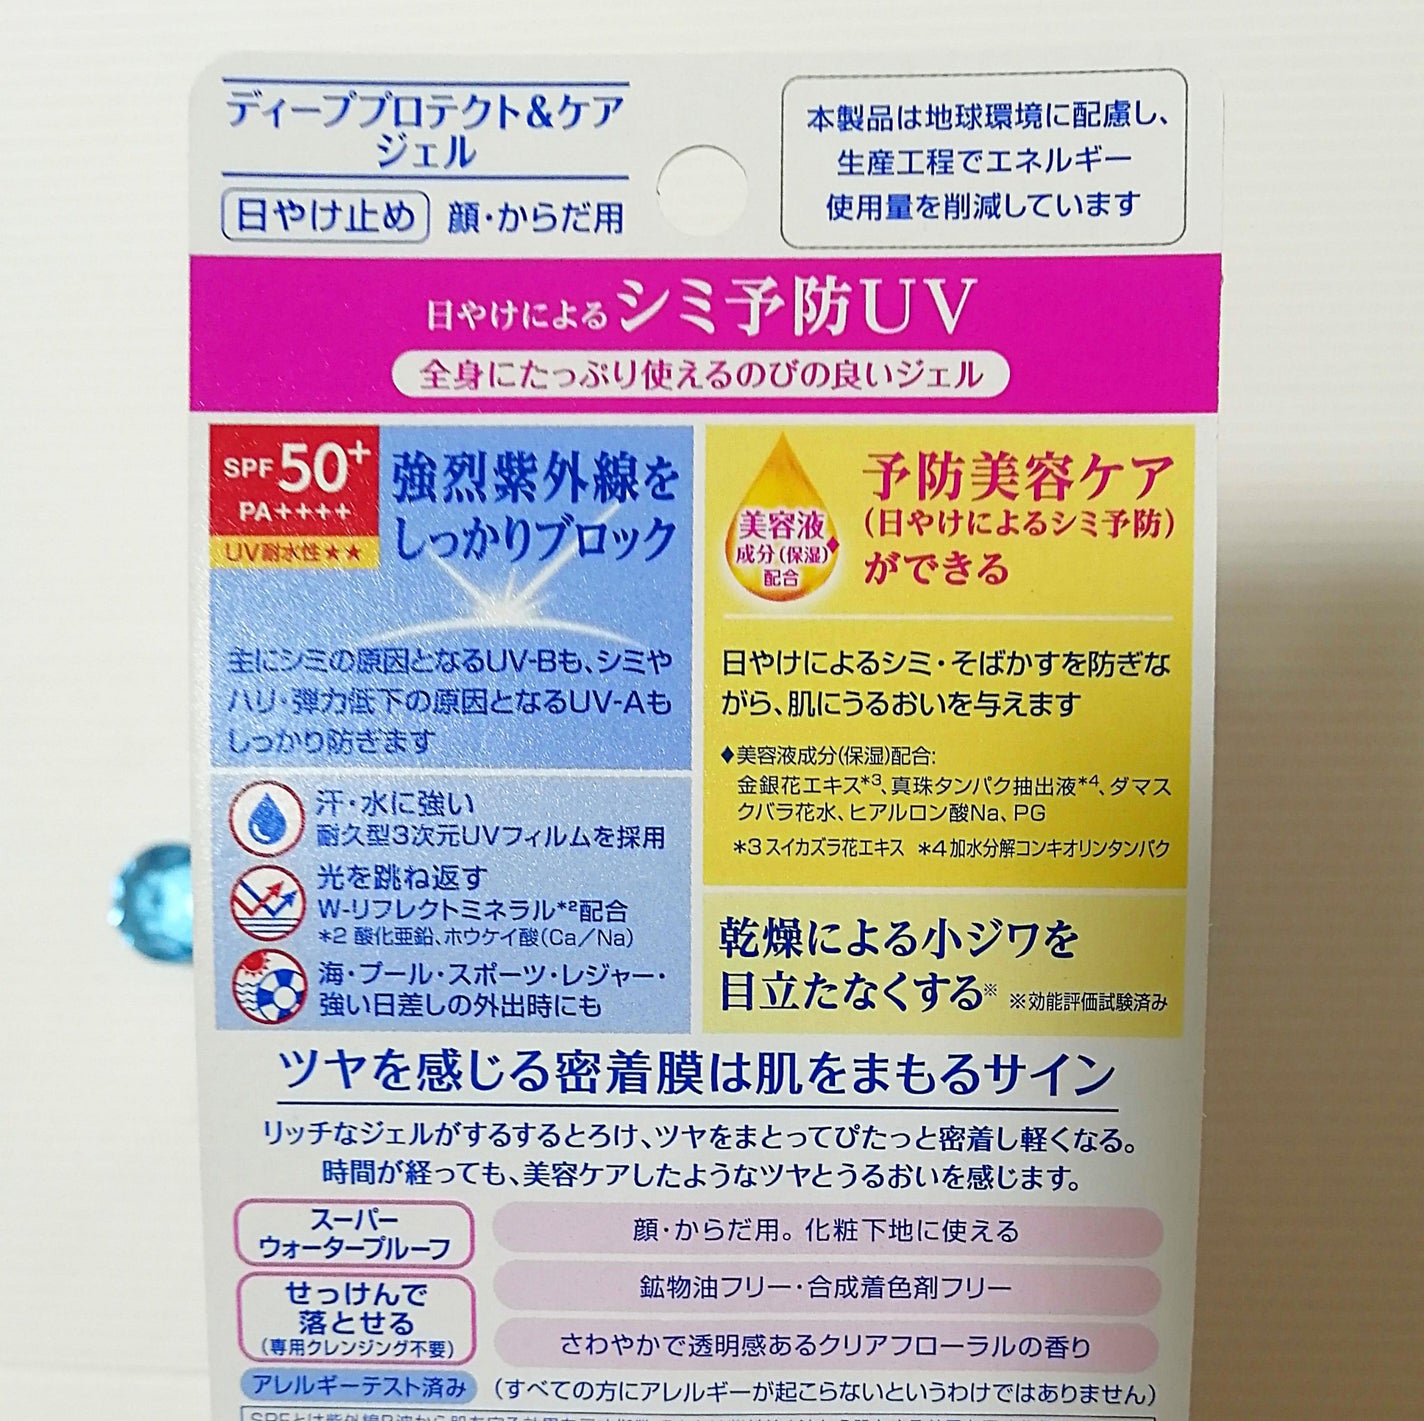 ディーププロテクト&ケア
ジェル
日やけ止め 顔・からだ用
本製品は地球環境に配慮し、
生産工程でエネルギー
使用量を削減しています
日やけによるシミ予防UV
全身にたっぷり使えるのびの良いジェル
SPF50+
PA++++
UV耐水性★★
強烈紫外線を
しっかりブロック
主にシミの原因となるUV-Bも、シミや
ハリ・弾力低下の原因となるUV-Aも
しっかり防ぎます
汗・水に強い
耐久型3次元UVフィルムを採用
光を跳ね返す
W-リフレクトミネラル*2配合
*2 酸化亜鉛、ホウケイ酸(Ca/Na)
海・プール・スポーツ・レジャー・
強い日差しの外出時にも
美容液
成分(保湿)♦
配合
予防美容ケア
(日やけによるシミ予防)
ができる
日やけによるシミ・そばかすを防ぎな
がら、肌にうるおいを与えます
♦美容液成分(保湿)配合:
金銀花エキス*3、真珠タンパク抽出液*4、ダマス
クバラ花水、ヒアルロン酸Na、PG
*3 スイカズラ花エキス *4 加水分解コンキオリンタンパク
乾燥による小ジワを
目立たなくする※ ※効能評価試験済み
ツヤを感じる密着膜は肌をまもるサイン
リッチなジェルがするするとろけ、ツヤをまとってぴたっと密着し軽くなる。
時間が経っても、美容ケアしたようなツヤとうるおいを感じます。
スーパー
ウォータープルーフ
せっけんで
落とせる
(専用クレンジング不要)
顔・からだ用。化粧下地に使える
鉱物油フリー・合成着色剤フリー
さわやかで透明感あるクリアフローラルの香り
アレルギーテスト済み (すべての方にアレルギーが起こらないというわけではありません)